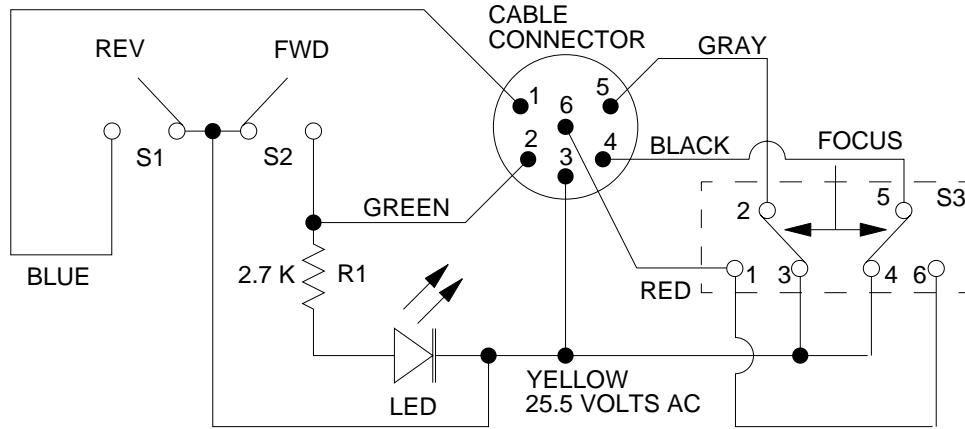 CABLE
CONNECTOR
REV
FWD
GRAY
1
5
6
2
4
3
S1
S2
BLACK
FOCUS
GREEN
2
5
S3
BLUE
2.7 K
R1
RED
1
3
4
6
LED
YELLOW
25.5 VOLTS AC